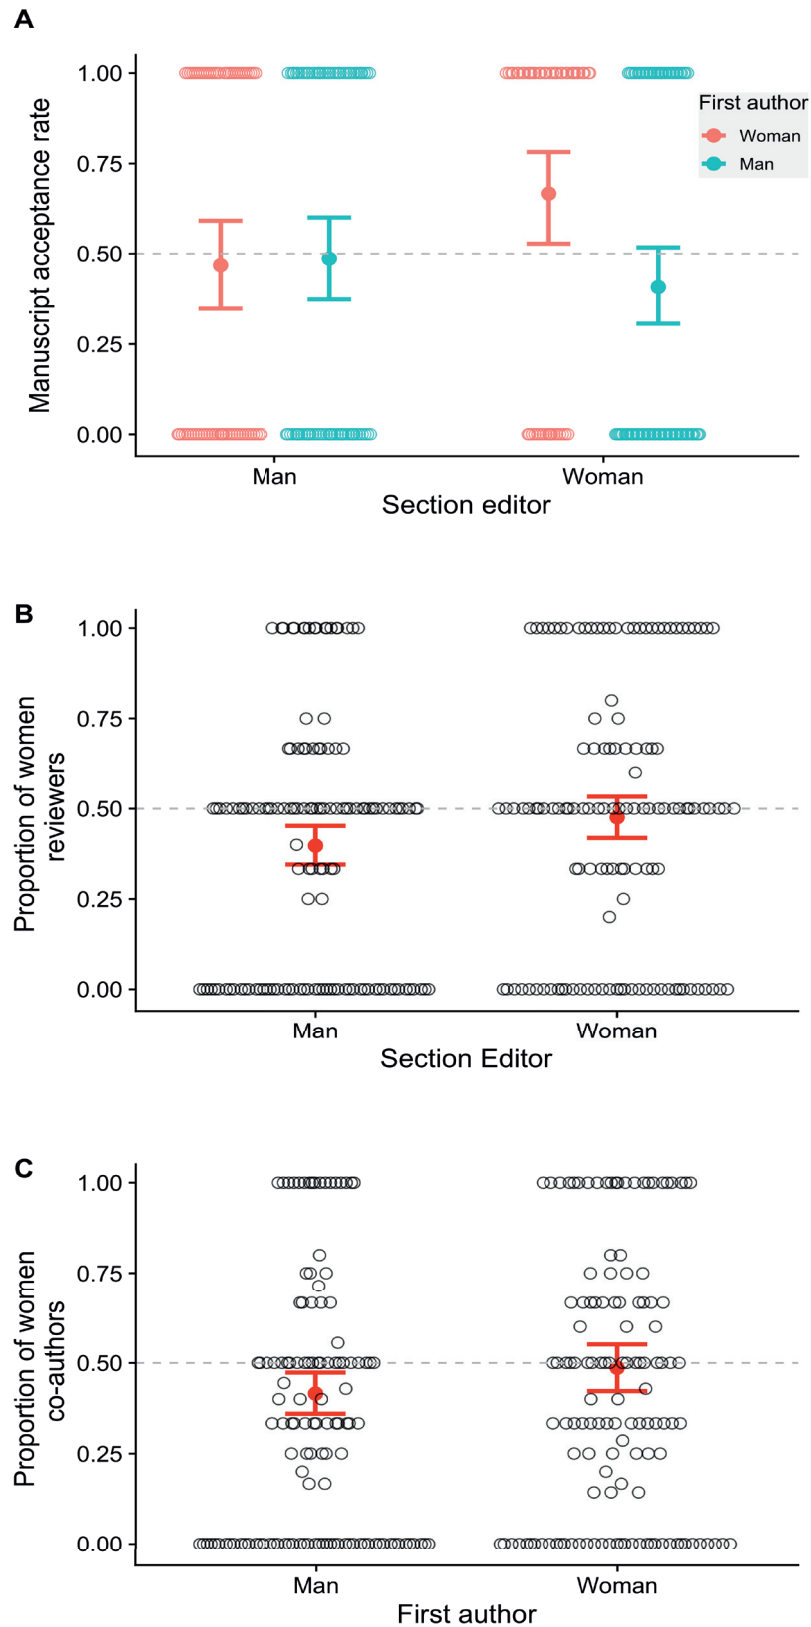 A
Manuscript acceptance rate
1.00
0.75
0.50
0.25
0.00
First author
Woman
Man
Man
Woman
Section editor
B
Proportion of women
reviewers
1.00
0.75
0.50
0.25
0.00
Man
Woman
Section Editor
C
Proportion of women
co-authors
1.00
0.75
0.50
0.25
0.00
Man
Woman
First author